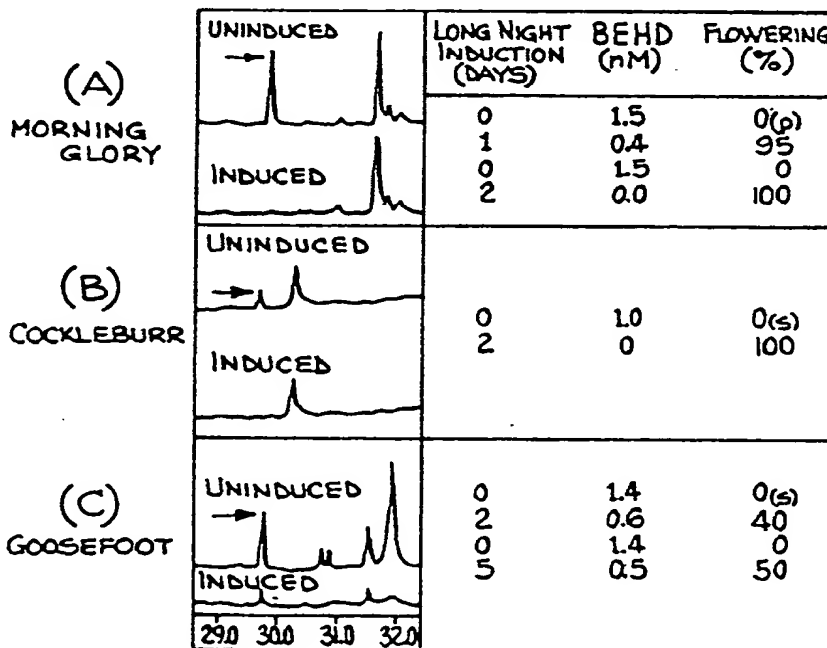 LONG NIGHT INDUCTION (DAYS) BEHD (nM) FLOWERING (%)
(A)
MORNING GLORY
UNINDUCED
INDUCED
0 1.5 0(p)
1 0.4 95
0 1.5 0
2 0.0 100
(B)
COCKLEBURR
UNINDUCED
INDUCED
0 1.0 0(s)
2 0 100
(C)
GOOSEFOOT
UNINDUCED
INDUCED
0 1.4 0(s)
2 0.6 40
0 1.4 0
5 0.5 50
29.0 30.0 31.0 32.0